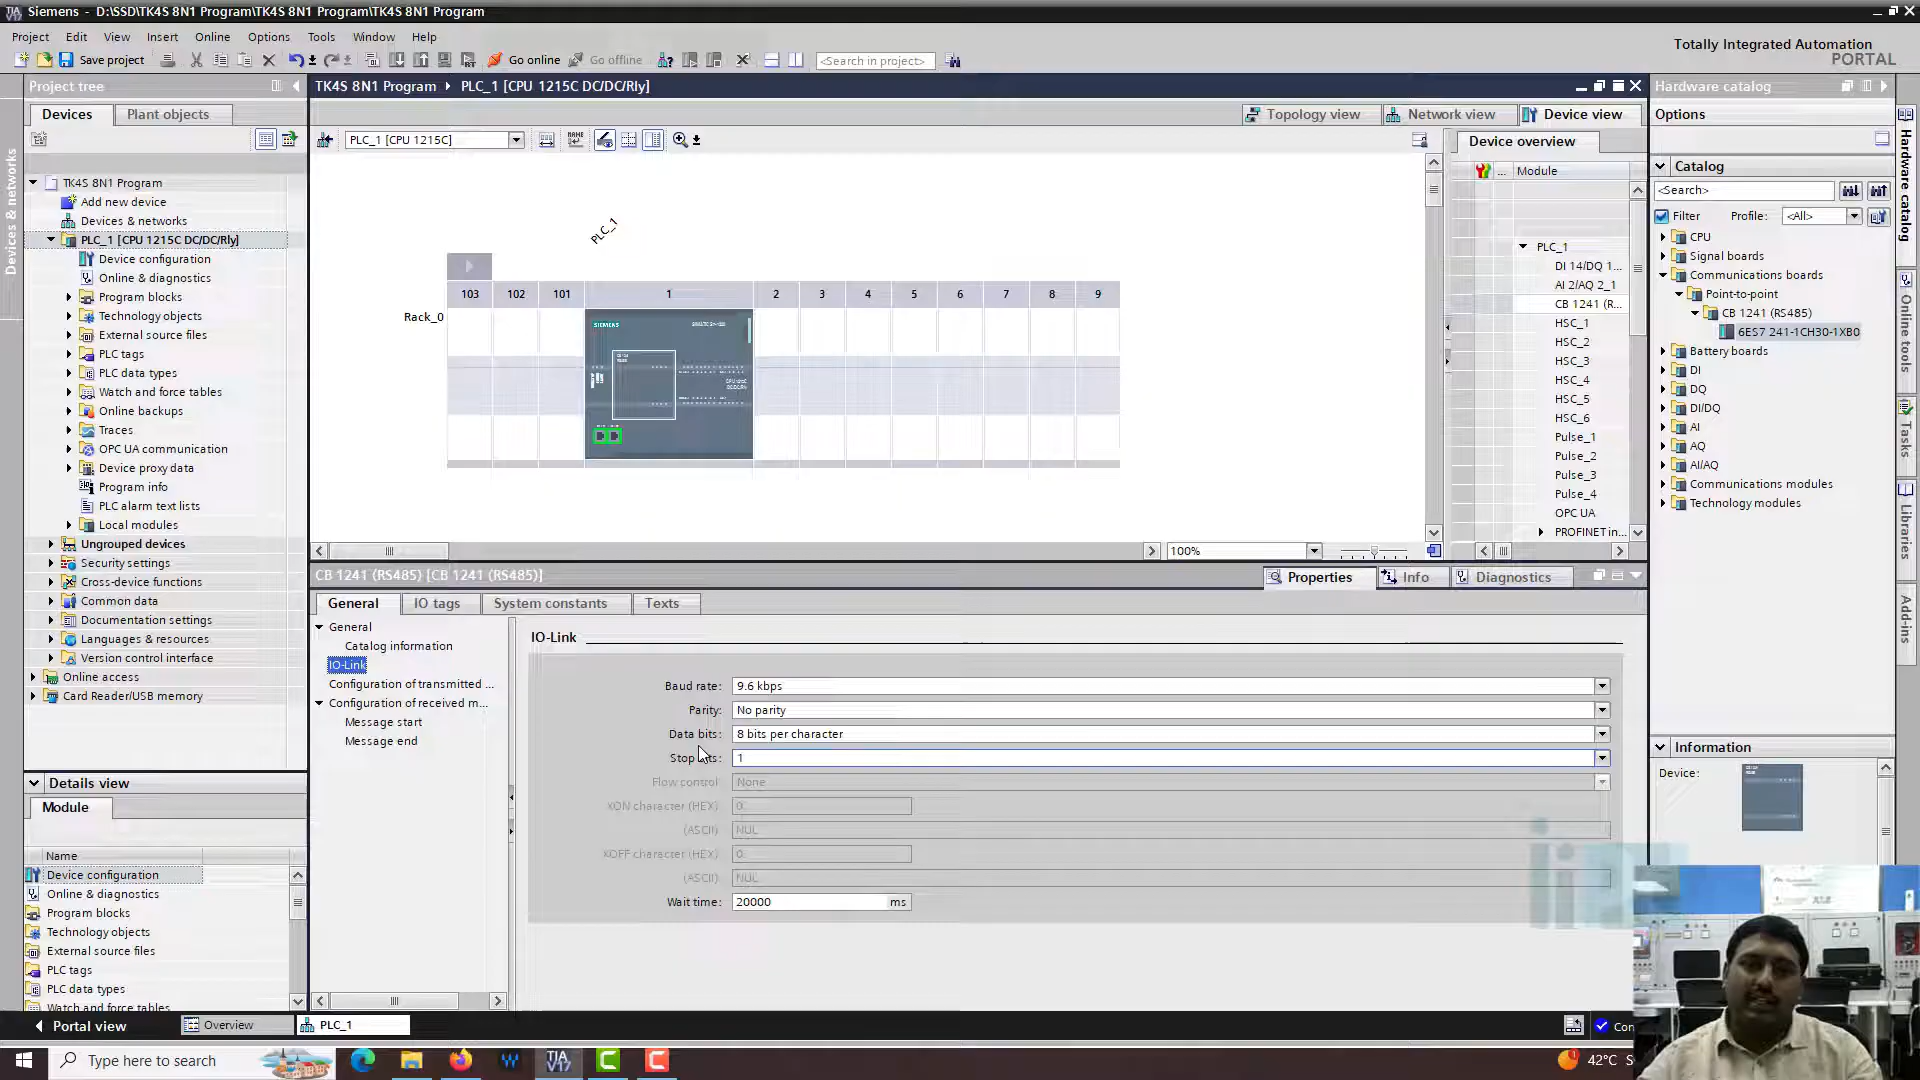 Siemens - D:\SSD\TK4S 8N1 Program\TK4S 8N1 Program\TK4S 8N1 Program
Project Edit View Insert Online Options Tools Window Help
Totally Integrated Automation
PORTAL
Save project
Go online
Go offline
<Search in project>
Project tree
TK4S 8N1 Program PLC_1 [CPU 1215C DC/DC/Rly]
Hardware catalog
Devices Plant objects
Topology view Network view Device view
Options
PLC_1 [CPU 1215C]
Device overview
... Module
Catalog
<Search>
Filter Profile: <All>
TK4S 8N1 Program
Add new device
Devices & networks
PLC_1 [CPU 1215C DC/DC/Rly]
Device configuration
Online & diagnostics
Program blocks
Technology objects
External source files
PLC tags
PLC data types
Watch and force tables
Online backups
Traces
OPC UA communication
Device proxy data
Program info
PLC alarm text lists
Local modules
Ungrouped devices
Security settings
Cross-device functions
Common data
Documentation settings
Languages & resources
Version control interface
Online access
Card Reader/USB memory
PLC_1
103 102 101 1 2 3 4 5 6 7 8 9
Rack_0
SIEMENS
100%
PLC_1
DI 14/DQ 1...
AI 2/AQ 2_1
CB 1241 (R...
HSC_1
HSC_2
HSC_3
HSC_4
HSC_5
HSC_6
Pulse_1
Pulse_2
Pulse_3
Pulse_4
OPC UA
PROFINET in...
CPU
Signal boards
Communications boards
Point-to-point
CB 1241 (RS485)
6ES7 241-1CH30-1XB0
Battery boards
DI
DQ
DI/DQ
AI
AQ
AI/AQ
Communications modules
Technology modules
Devices & networks
Hardware catalog
Online tools
Tasks
Libraries
Add-ins
CB 1241 (RS485) [CB 1241 (RS485)]
Properties Info Diagnostics
General IO tags System constants Texts
General
Catalog information
IO-Link
Configuration of transmitted ...
Configuration of received m...
Message start
Message end
IO-Link
Baud rate: 9.6 kbps
Parity: No parity
Data bits: 8 bits per character
Stop bits: 1
Flow control: None
XON character (HEX): 0
(ASCII): NUL
XOFF character (HEX): 0
(ASCII): NUL
Wait time: 20000 ms
Information
Device:
Details view
Module
Name
Device configuration
Online & diagnostics
Program blocks
Technology objects
External source files
PLC tags
PLC data types
Watch and force tables
Portal view Overview PLC_1
Type here to search
42°C